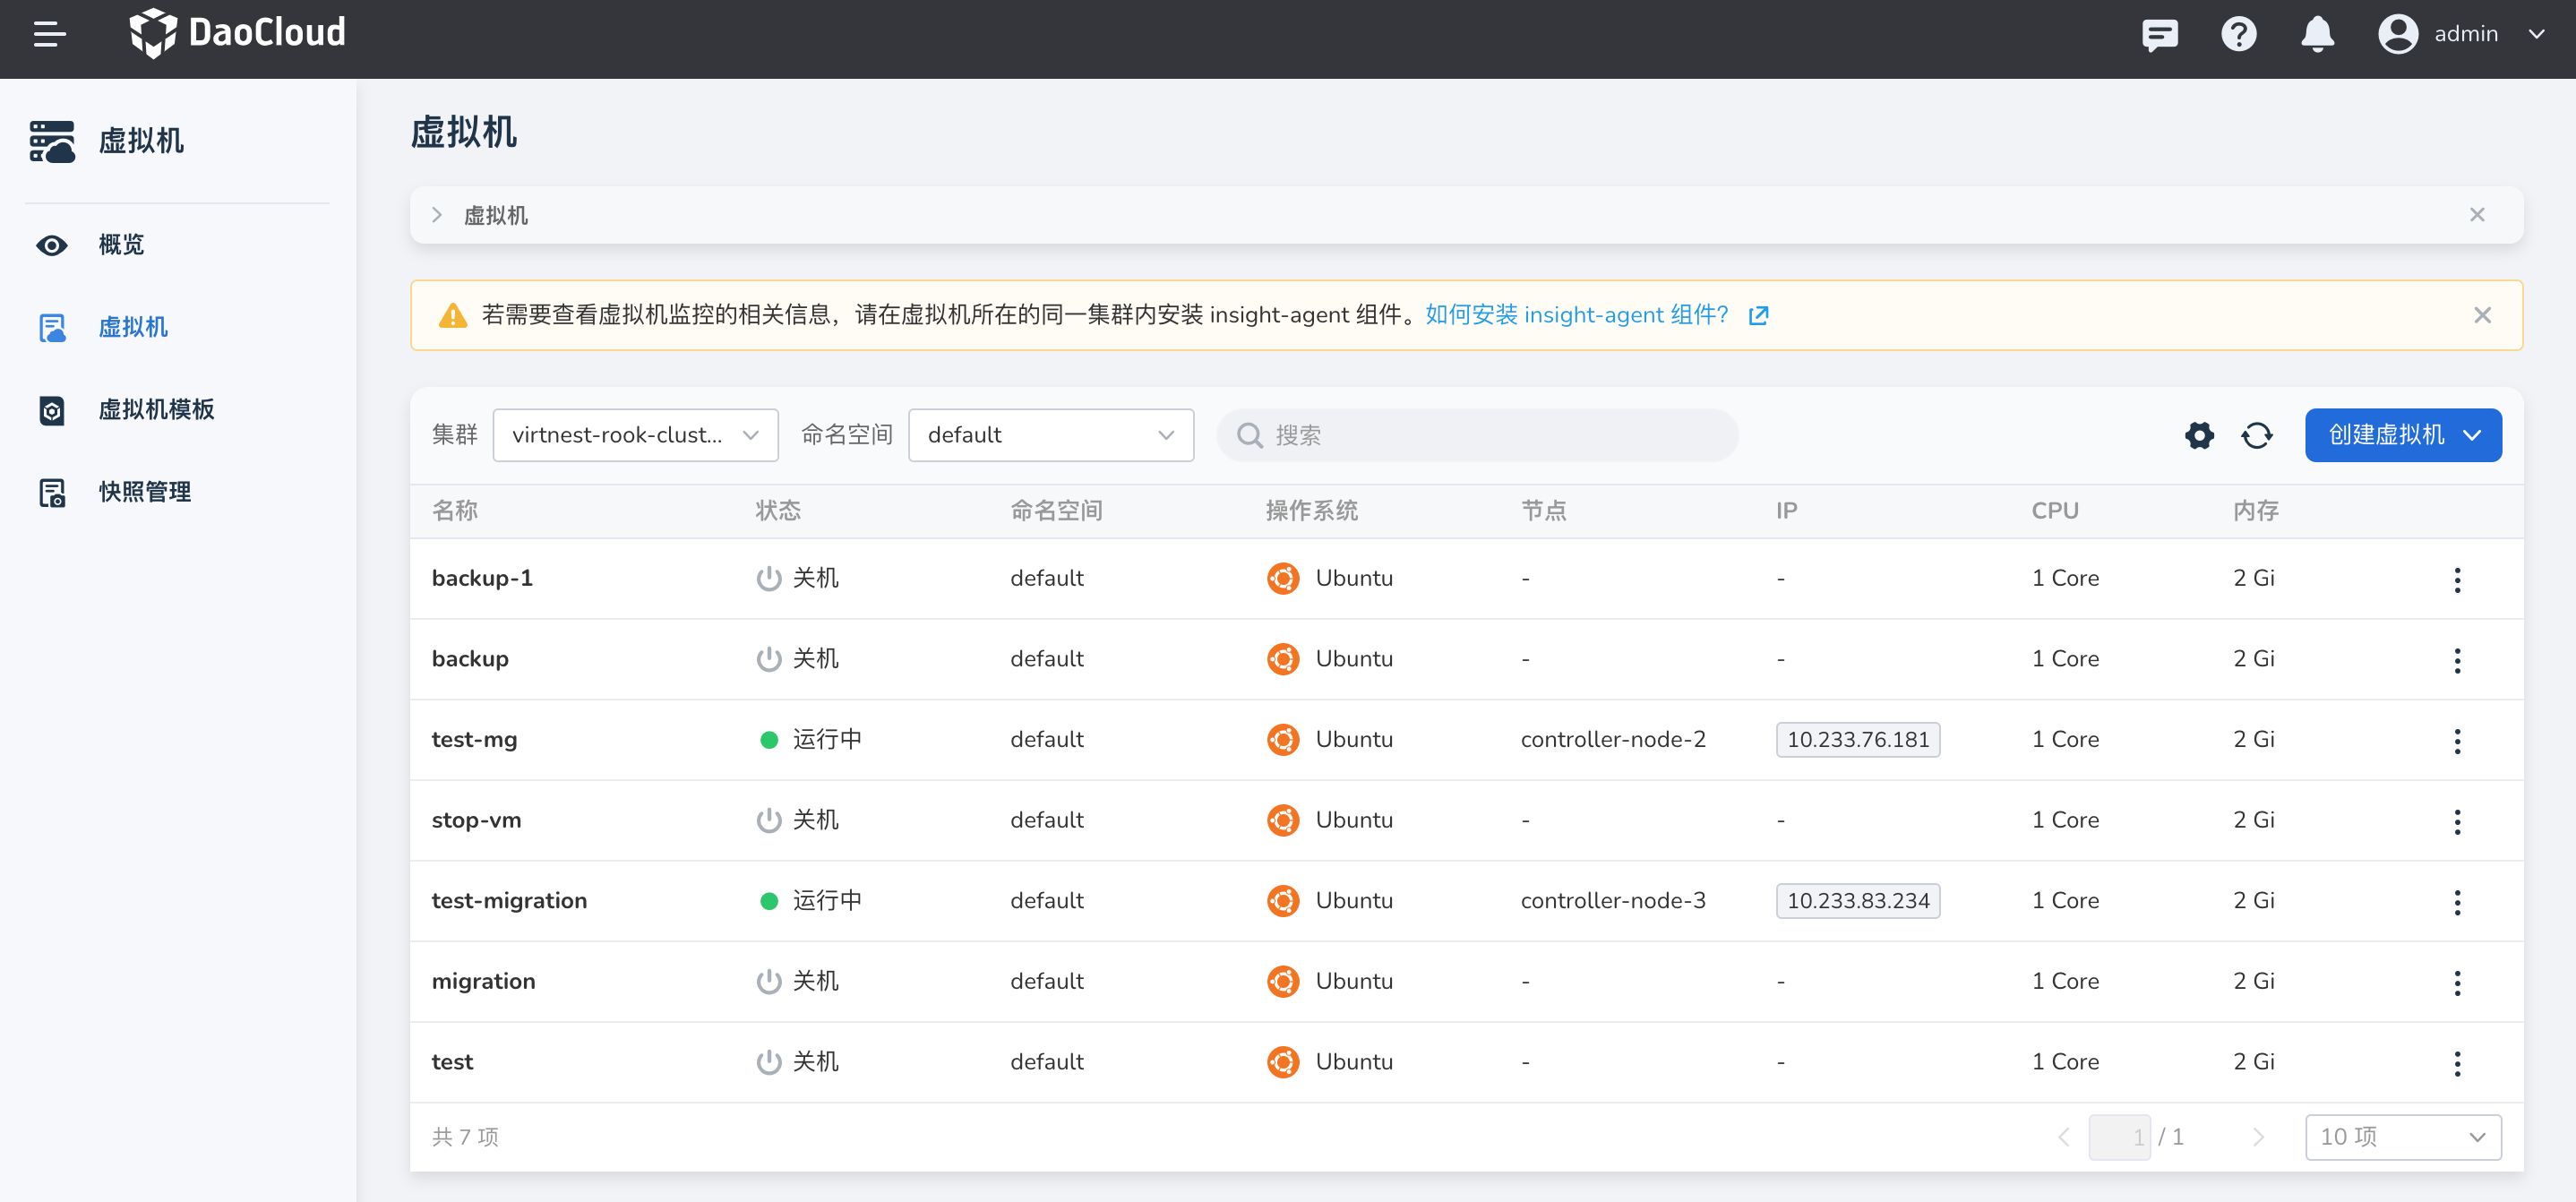 DaoCloud
admin
虚拟机
概览
虚拟机
虚拟机模板
快照管理
虚拟机
虚拟机
若需要查看虚拟机监控的相关信息，请在虚拟机所在的同一集群内安装 insight-agent 组件。如何安装 insight-agent 组件？
集群 virtnest-rook-clust... 命名空间 default 搜索 创建虚拟机
名称 状态 命名空间 操作系统 节点 IP CPU 内存
backup-1 关机 default Ubuntu - - 1 Core 2 Gi
backup 关机 default Ubuntu - - 1 Core 2 Gi
test-mg 运行中 default Ubuntu controller-node-2 10.233.76.181 1 Core 2 Gi
stop-vm 关机 default Ubuntu - - 1 Core 2 Gi
test-migration 运行中 default Ubuntu controller-node-3 10.233.83.234 1 Core 2 Gi
migration 关机 default Ubuntu - - 1 Core 2 Gi
test 关机 default Ubuntu - - 1 Core 2 Gi
共 7 项 1 / 1 10 项